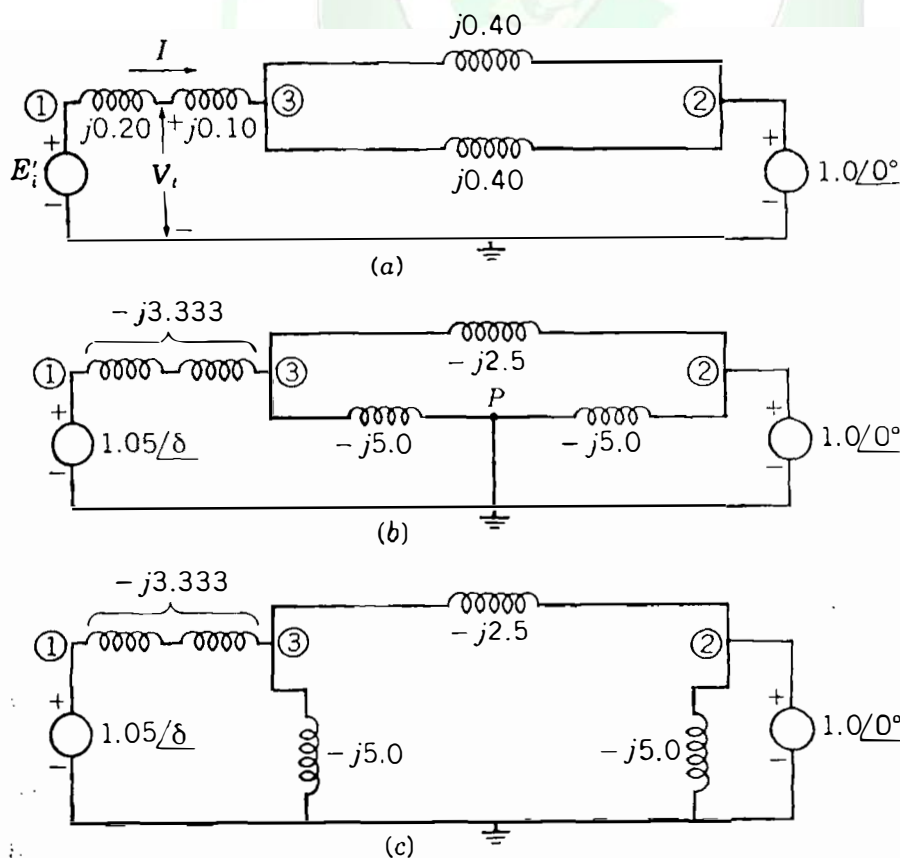 j0.40
I
① ③ ②
j0.20 + j0.10
+ +
E'ᵢ Vₜ j0.40 1.0/0°
− − −
(a)
− j3.333
① ③ − j2.5 ②
P
+ − j5.0 − j5.0 +
1.05/δ 1.0/0°
− −
(b)
− j3.333
① ③ − j2.5 ②
+ +
1.05/δ − j5.0 − j5.0 1.0/0°
− −
(c)